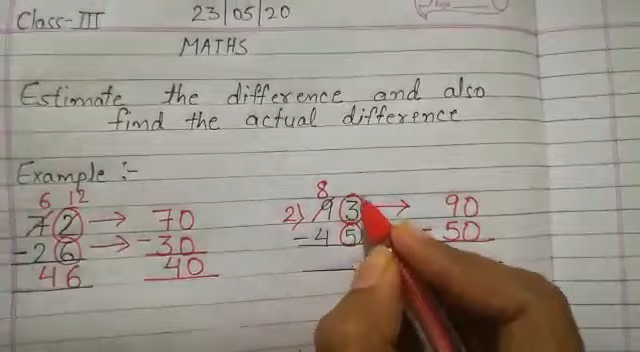 Class-III 23/05/20
MATHS
Estimate the difference and also
find the actual difference
Example :-
6 12 8
72 → 70 2) 93 → 90
-26 → -30 -45 - 50
46 40